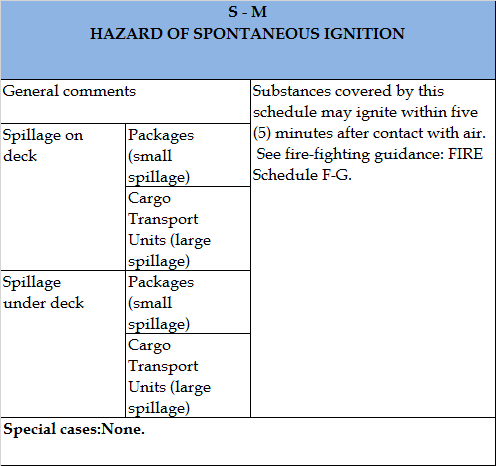 S - M
HAZARD OF SPONTANEOUS IGNITION
General comments
Substances covered by this
schedule may ignite within five
(5) minutes after contact with air.
See fire-fighting guidance: FIRE
Schedule F-G.
Spillage on
deck
Packages
(small
spillage)
Cargo
Transport
Units (large
spillage)
Spillage
under deck
Packages
(small
spillage)
Cargo
Transport
Units (large
spillage)
Special cases:None.